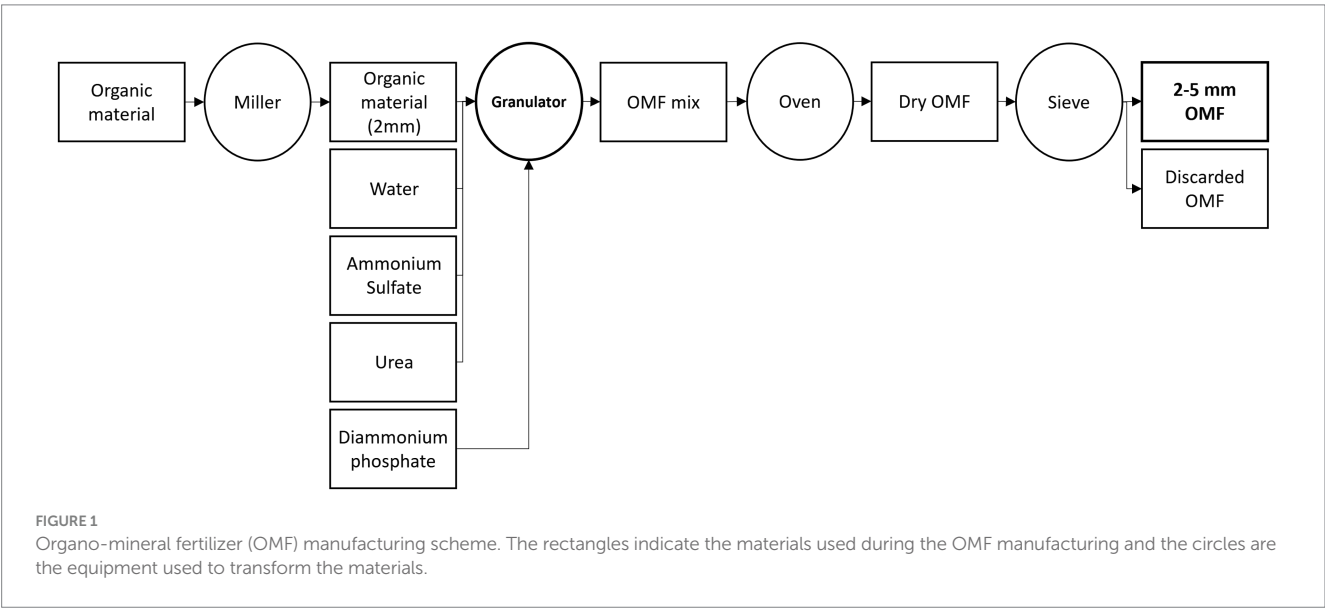 Organic
material
Miller
Organic
material
(2mm)
Granulator
OMF mix
Oven
Dry OMF
Sieve
2-5 mm
OMF
Water
Discarded
OMF
Ammonium
Sulfate
Urea
Diammonium
phosphate
FIGURE 1
Organo-mineral fertilizer (OMF) manufacturing scheme. The rectangles indicate the materials used during the OMF manufacturing and the circles are
the equipment used to transform the materials.